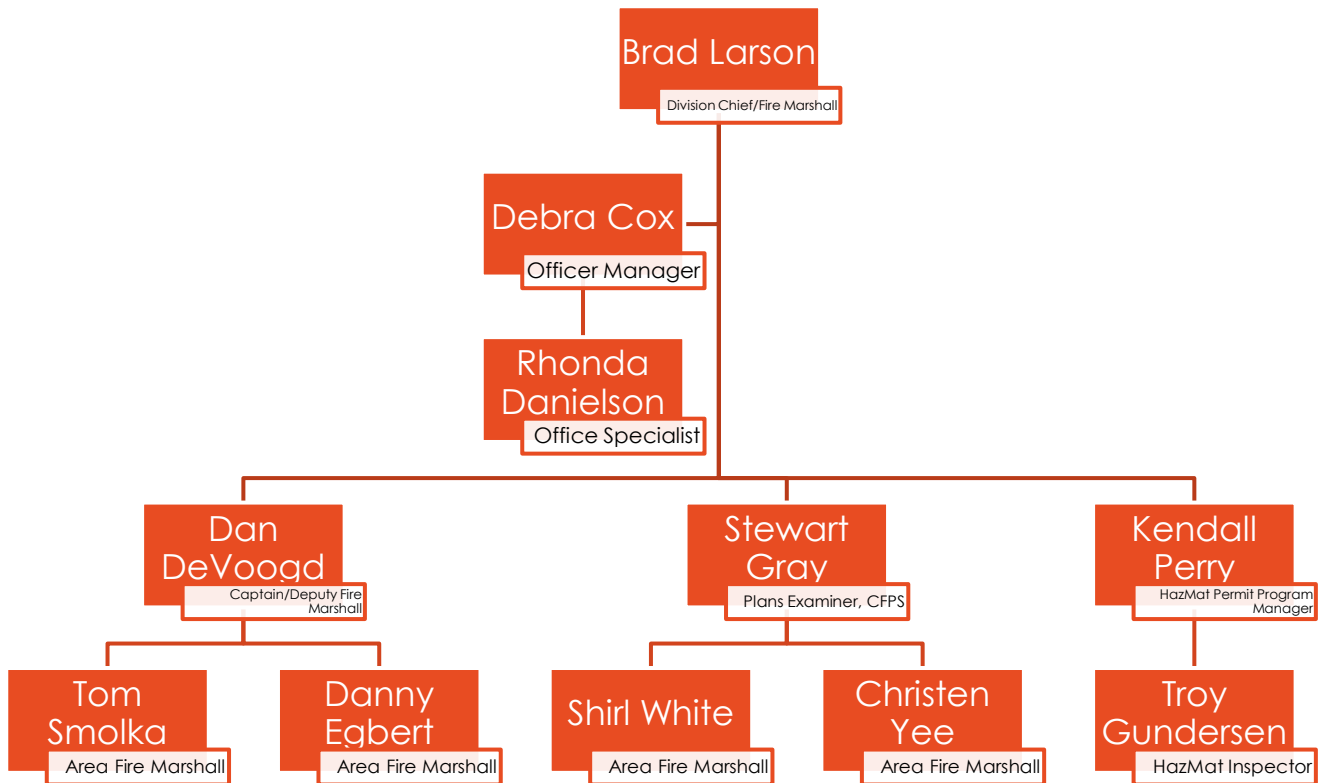 Brad Larson
Division Chief/Fire Marshall
Debra Cox
Officer Manager
Rhonda
Danielson
Office Specialist
Dan
DeVoogd
Captain/Deputy Fire
Marshall
Stewart
Gray
Plans Examiner, CFPS
Kendall
Perry
HazMat Permit Program
Manager
Tom
Smolka
Area Fire Marshall
Danny
Egbert
Area Fire Marshall
Shirl White
Area Fire Marshall
Christen
Yee
Area Fire Marshall
Troy
Gundersen
HazMat Inspector